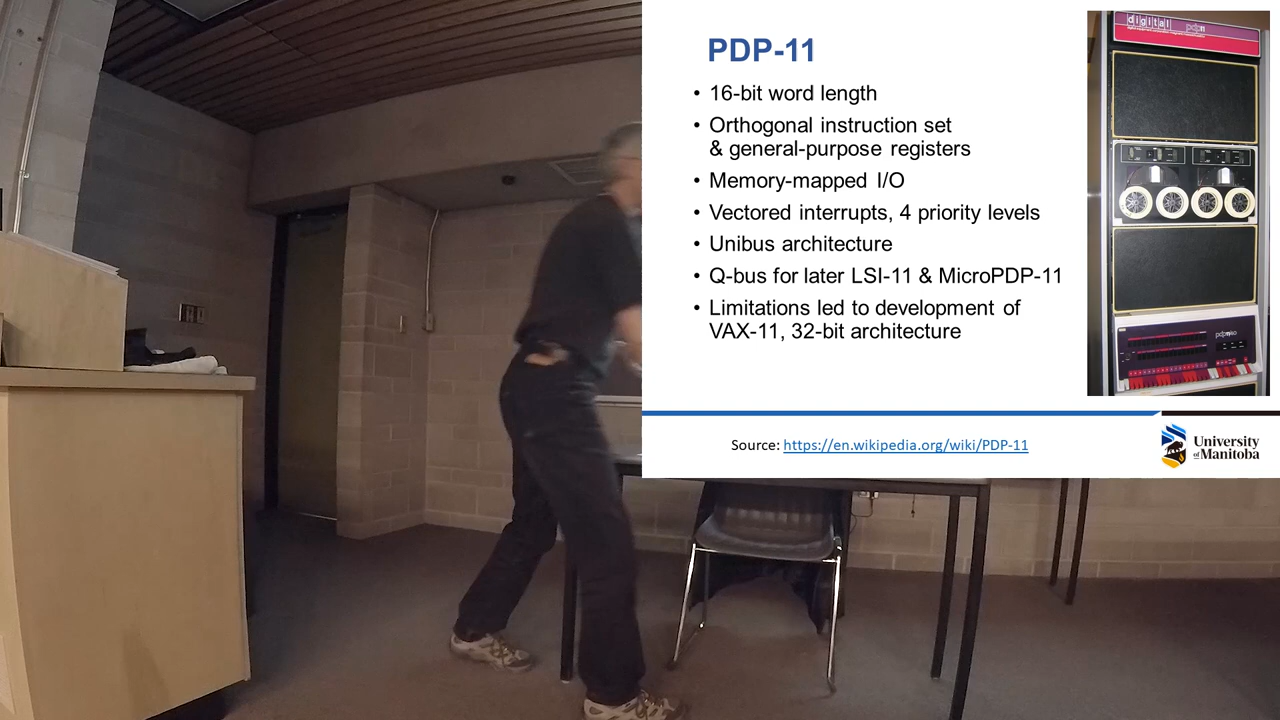 PDP-11
• 16-bit word length
• Orthogonal instruction set
& general-purpose registers
• Memory-mapped I/O
• Vectored interrupts, 4 priority levels
• Unibus architecture
• Q-bus for later LSI-11 & MicroPDP-11
• Limitations led to development of
VAX-11, 32-bit architecture
digital pdp11
Source: https://en.wikipedia.org/wiki/PDP-11
University
of Manitoba